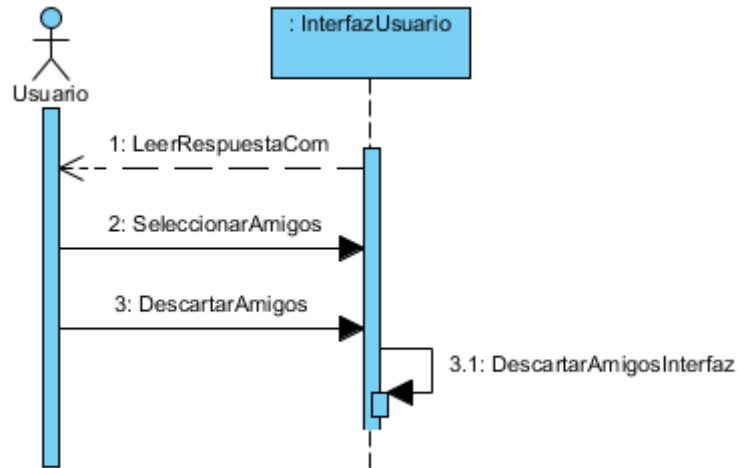 : InterfazUsuario
Usuario
1: LeerRespuestaCom
2: SeleccionarAmigos
3: DescartarAmigos
3.1: DescartarAmigosInterfaz